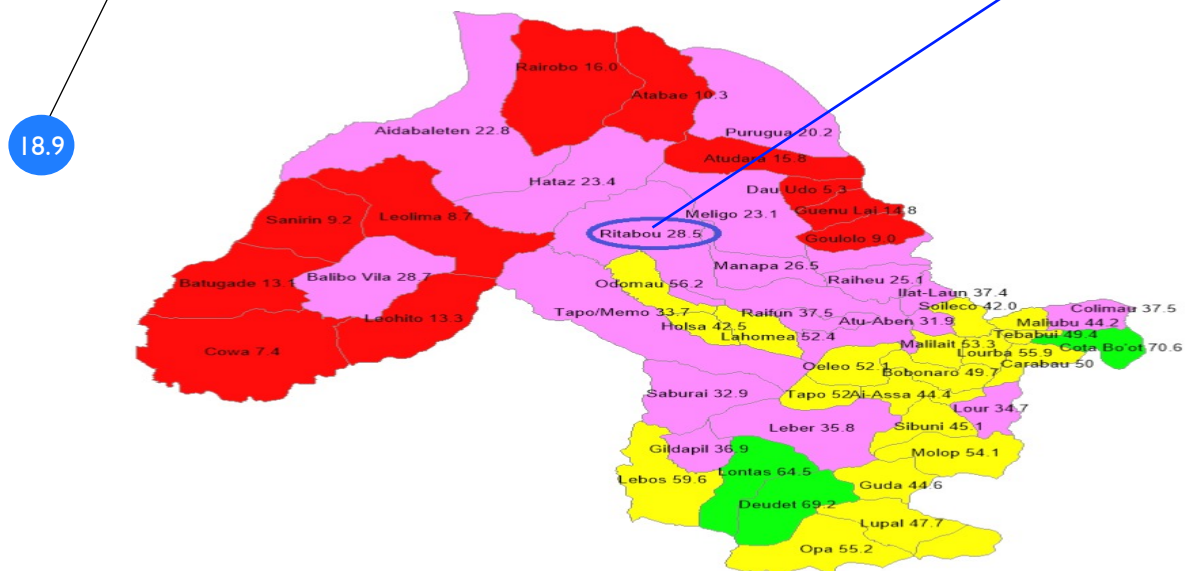 Rairobo 16.0
Atabae 10.3
Aidabaleten 22.8
Purugua 20.2
18.9
Atudara 15.8
Hataz 23.4
Dau Udo 5.3
Guenu Lai 14.8
Sanirin 9.2
Leolima 8.7
Meligo 23.1
Ritabou 28.5
Goulolo 9.0
Manapa 26.5
Balibo Vila 28.7
Batugade 13.1
Raiheu 25.1
Odomau 56.2
Ilat-Laun 37.4
Soileco 42.0
Colimau 37.5
Tapo/Memo 33.7
Raifun 37.5
Leohito 13.3
Atu-Aben 31.9
Maliubu 44.2
Holsa 42.5
Lahomea 52.4
Tebabui 49.4
Malilait 53.3
Cota Bo'ot 70.6
Cowa 7.4
Lourba 55.9
Carabau 50
Oeleo 52.1
Bobonaro 49.7
Saburai 32.9
Tapo 52
Ai-Assa 44.4
Lour 34.7
Leber 35.8
Sibuni 45.1
Gildapil 36.9
Molop 54.1
Lontas 64.5
Lebos 59.6
Guda 44.6
Deudet 69.2
Lupal 47.7
Opa 55.2